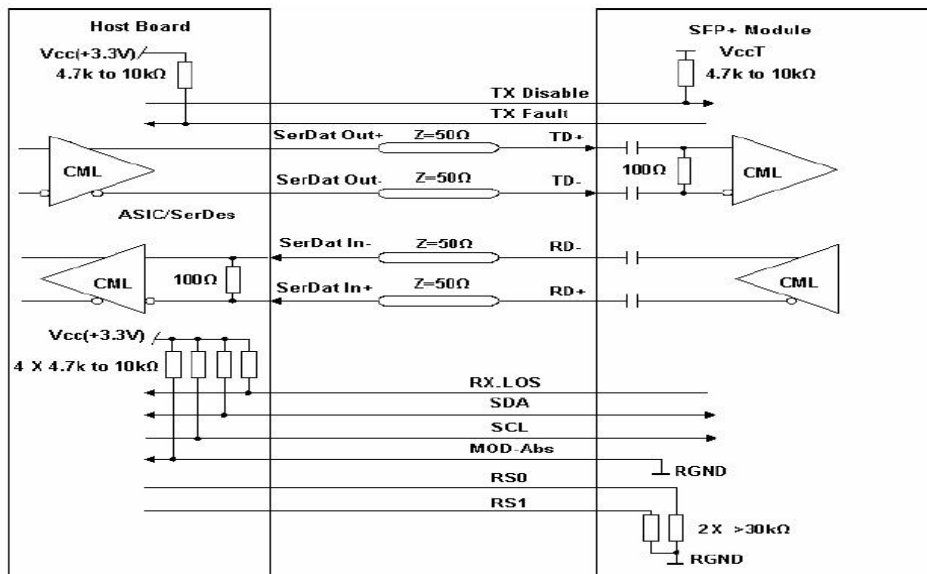 Host Board
SFP+ Module
Vcc(+3.3V)
4.7k to 10kΩ
VccT
4.7k to 10kΩ
TX Disable
TX Fault
SerDat Out+
Z=50Ω
TD+
CML
100Ω
CML
SerDat Out-
Z=50Ω
TD-
ASIC/SerDes
SerDat In-
Z=50Ω
RD-
CML
100Ω
CML
SerDat In+
Z=50Ω
RD+
Vcc(+3.3V)
4 X 4.7k to 10kΩ
RX.LOS
SDA
SCL
MOD-Abs
RGND
RS0
RS1
2X >30kΩ
RGND